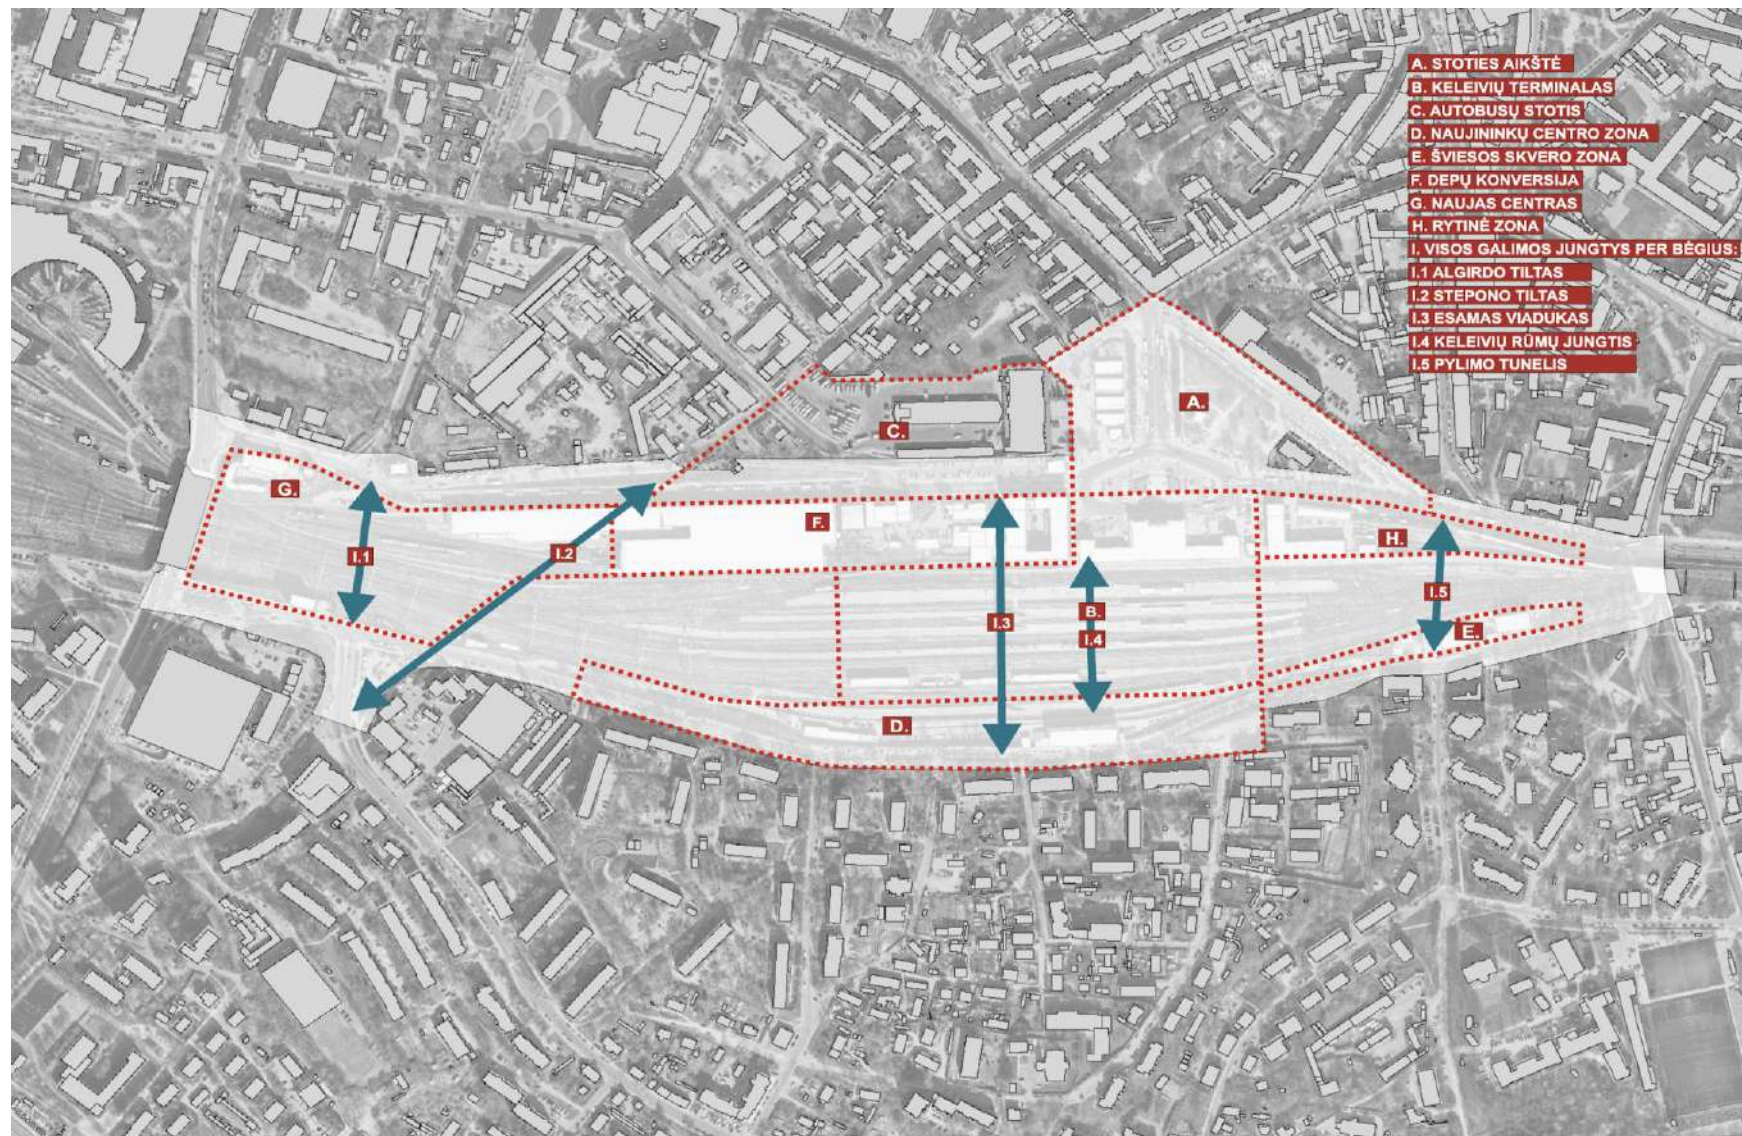 A. STOTIES AIKŠTĖ
B. KELEIVIŲ TERMINALAS
C. AUTOBUSŲ STOTIS
D. NAUJININKŲ CENTRO ZONA
E. ŠVIESOS SKVERO ZONA
F. DEPŲ KONVERSIJA
G. NAUJAS CENTRAS
H. RYTINĖ ZONA
I. VISOS GALIMOS JUNGTYS PER BĖGIUS:
I.1 ALGIRDO TILTAS
I.2 STEPONO TILTAS
I.3 ESAMAS VIADUKAS
I.4 KELEIVIŲ RŪMŲ JUNGTIS
I.5 PYLIMO TUNELIS
A.
C.
G.
F.
H.
I.1
I.2
I.5
B.
I.3
I.4
E.
D.